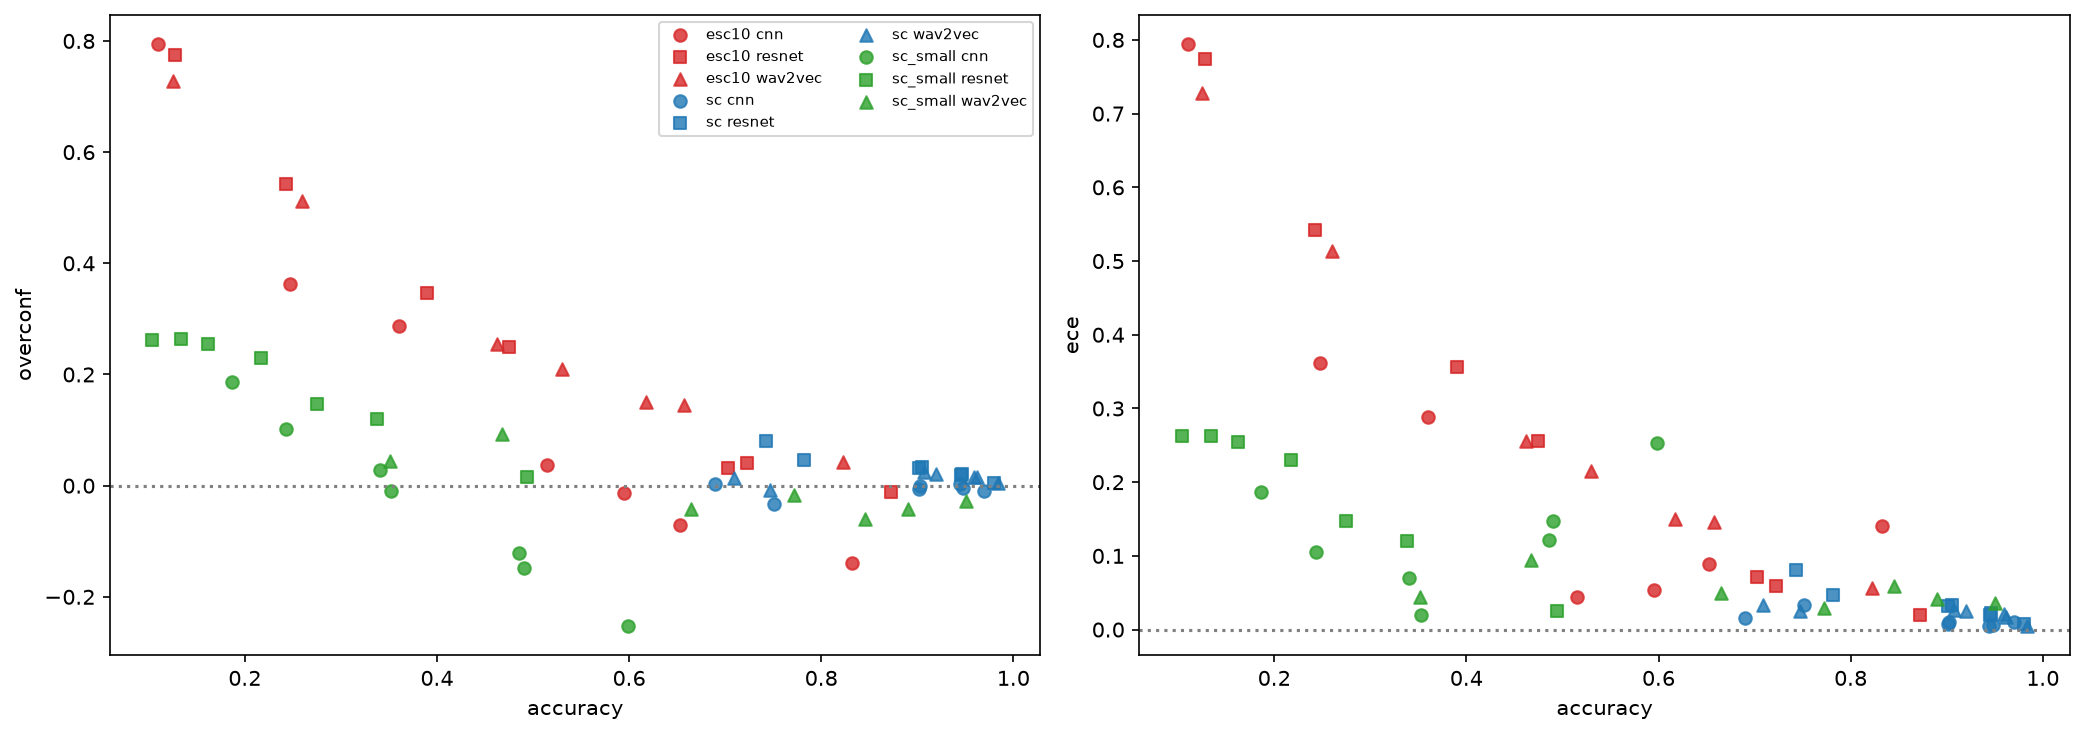 overconf
0.8
0.6
0.4
0.2
0.0
−0.2
esc10 cnn
esc10 resnet
esc10 wav2vec
sc cnn
sc resnet
sc wav2vec
sc_small cnn
sc_small resnet
sc_small wav2vec
0.2 0.4 0.6 0.8 1.0
accuracy
ece
0.8
0.7
0.6
0.5
0.4
0.3
0.2
0.1
0.0
0.2 0.4 0.6 0.8 1.0
accuracy